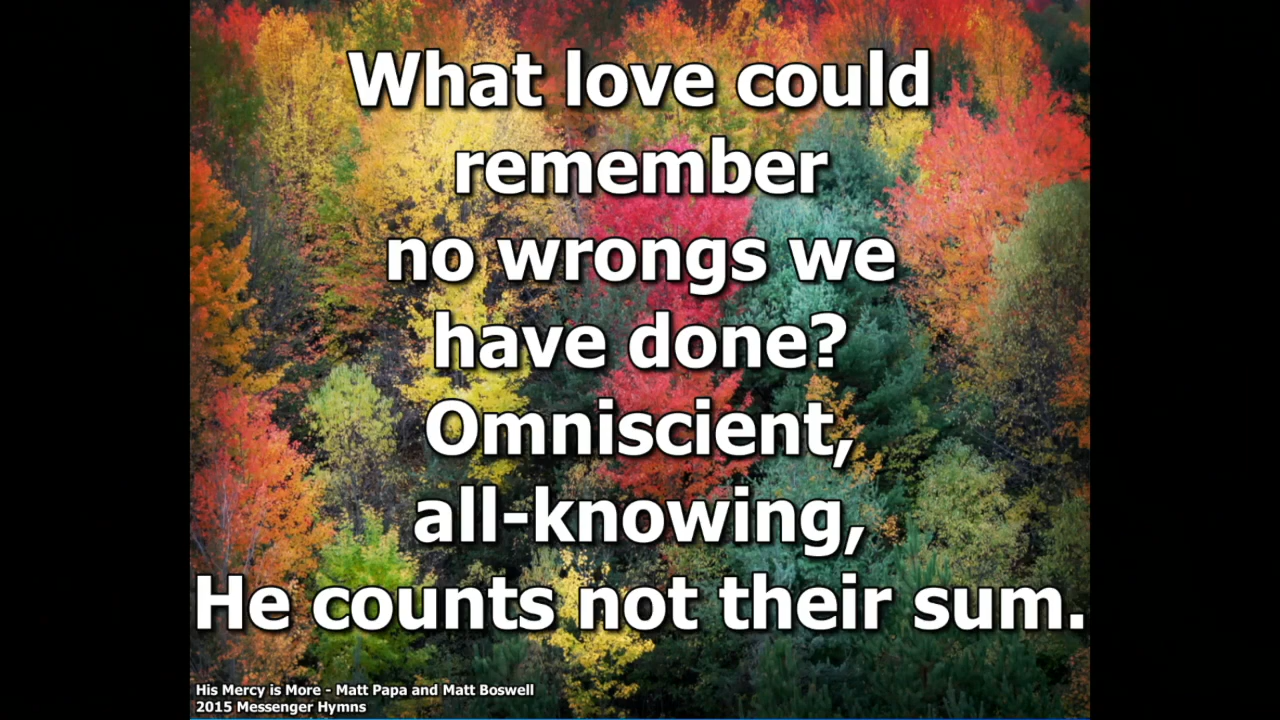 What love could
remember
no wrongs we
have done?
Omniscient,
all-knowing,
He counts not their sum.
His Mercy is More - Matt Papa and Matt Boswell
2015 Messenger Hymns